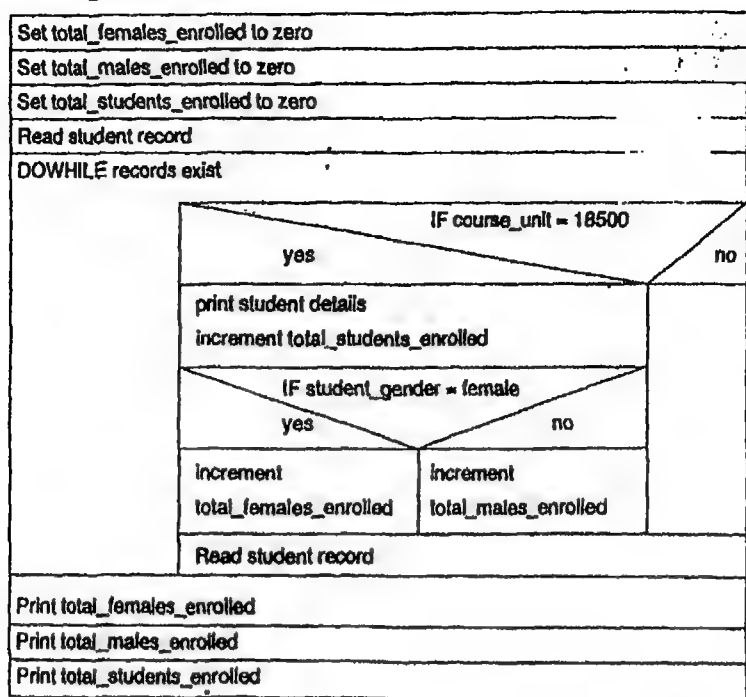 Set total_females_enrolled to zero
Set total_males_enrolled to zero
Set total_students_enrolled to zero
Read student record
DOWHILE records exist
IF course_unit = 18500
yes
no
print student details
increment total_students_enrolled
IF student_gender = female
yes
no
increment
total_females_enrolled
increment
total_males_enrolled
Read student record
Print total_females_enrolled
Print total_males_enrolled
Print total_students_enrolled